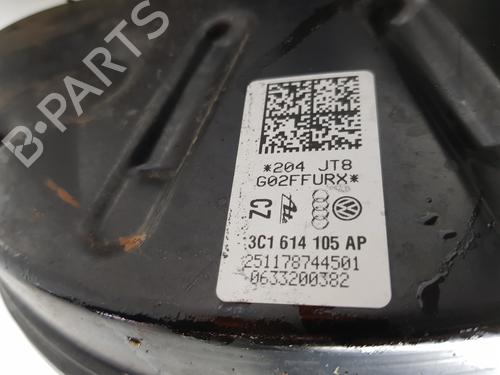 B-PARTS
*204 JT8
G02FFURX*
CZ
3C1 614 105 AP
251178744501
0633200382